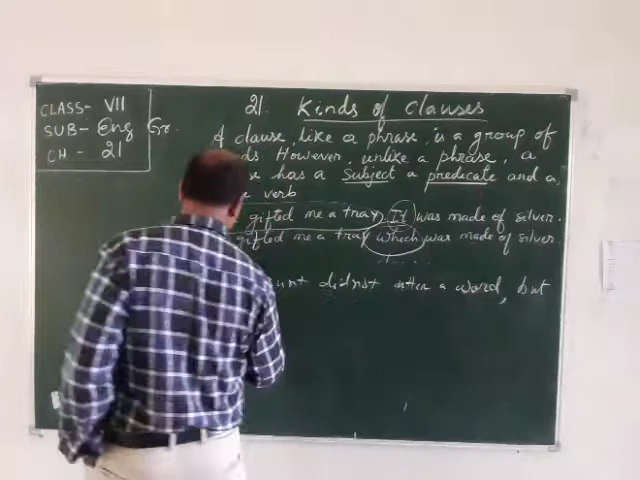 CLASS- VII
SUB- Eng Gr.
CH - 21
21. Kinds of Clauses
A clause, like a phrase, is a group of
However, unlike a phrase, a
has a Subject a predicate and a
verb
gifted me a tray. It was made of silver.
gifted me a tray which was made of silver.
didnot utter a word, but